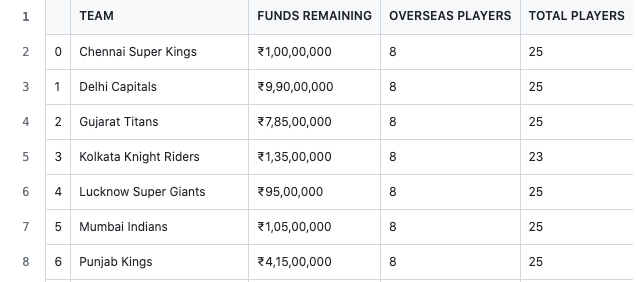 1 TEAM FUNDS REMAINING OVERSEAS PLAYERS TOTAL PLAYERS
2 0 Chennai Super Kings ₹1,00,00,000 8 25
3 1 Delhi Capitals ₹9,90,00,000 8 25
4 2 Gujarat Titans ₹7,85,00,000 8 25
5 3 Kolkata Knight Riders ₹1,35,00,000 8 23
6 4 Lucknow Super Giants ₹95,00,000 8 25
7 5 Mumbai Indians ₹1,05,00,000 8 25
8 6 Punjab Kings ₹4,15,00,000 8 25